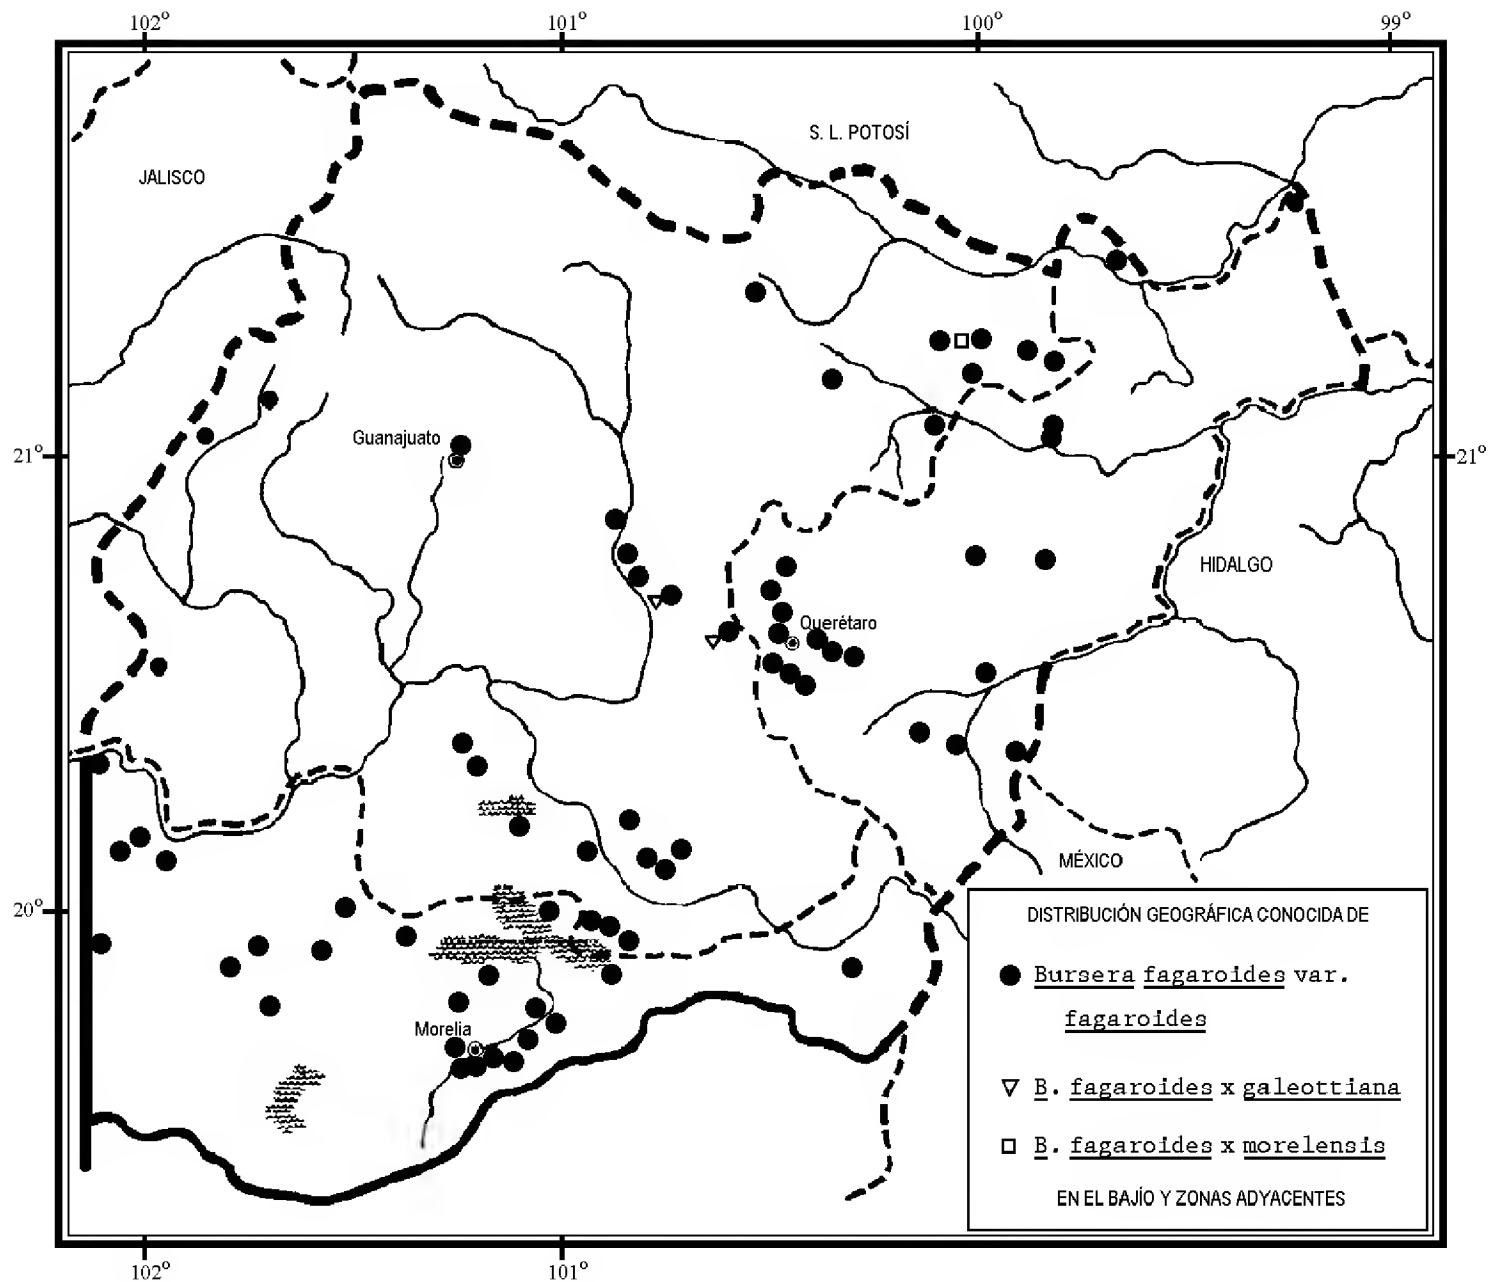 102° 101° 100° 99°
S. L. POTOSÍ
JALISCO
Guanajuato
21° 21°
HIDALGO
Querétaro
MÉXICO
20°
DISTRIBUCIÓN GEOGRÁFICA CONOCIDA DE
Bursera fagaroides var.
fagaroides
Morelia
B. fagaroides x galeottiana
B. fagaroides x morelensis
EN EL BAJÍO Y ZONAS ADYACENTES
102° 101°